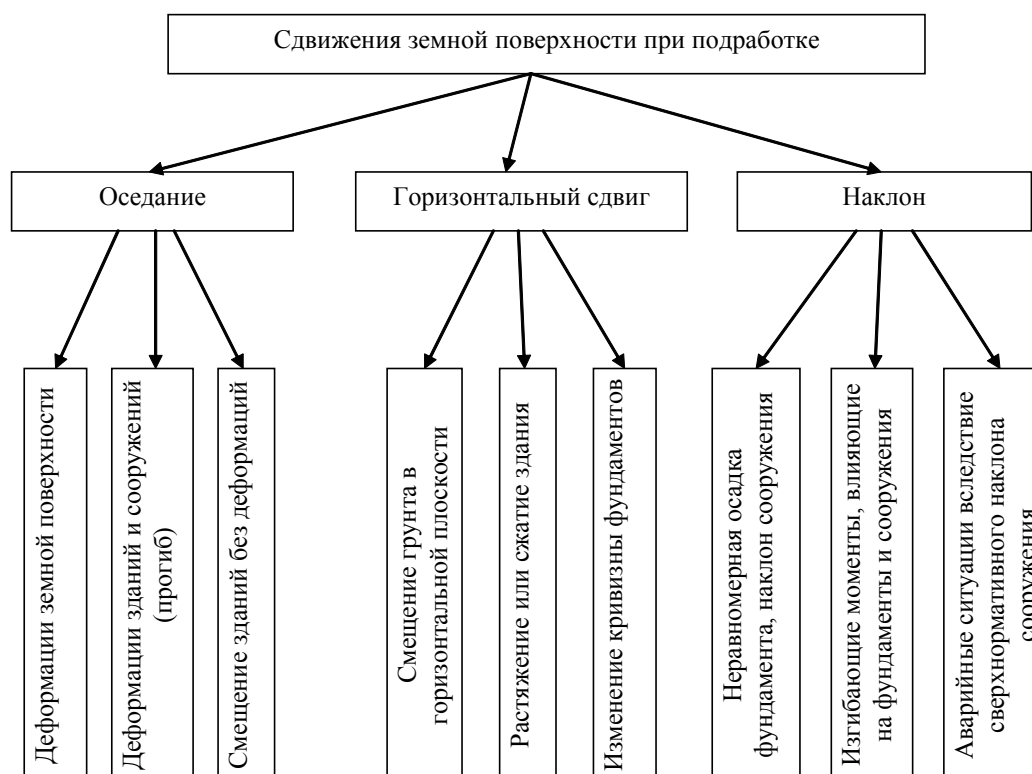 Сдвижения земной поверхности при подработке
Оседание
Горизонтальный сдвиг
Наклон
Деформации земной поверхности
Деформации зданий и сооружений
(прогиб)
Смещение зданий без деформаций
Смещение грунта в
горизонтальной плоскости
Растяжение или сжатие здания
Изменение кривизны фундаментов
Неравномерная осадка
фундамента, наклон сооружения
Изгибающие моменты, влияющие
на фундаменты и сооружения
Аварийные ситуации вследствие
сверхнормативного наклона
сооружения